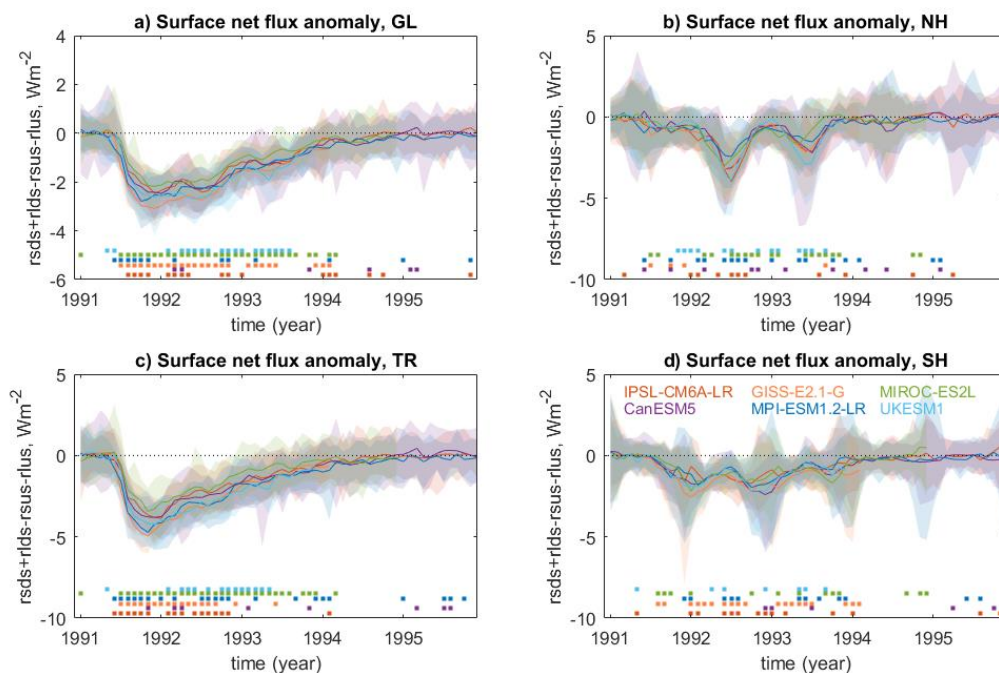 a) Surface net flux anomaly, GL
rsds+rlds-rsus-rlus, Wm-2
4
2
0
-2
-4
-6
1991 1992 1993 1994 1995
time (year)
b) Surface net flux anomaly, NH
rsds+rlds-rsus-rlus, Wm-2
5
0
-5
-10
1991 1992 1993 1994 1995
time (year)
c) Surface net flux anomaly, TR
rsds+rlds-rsus-rlus, Wm-2
5
0
-5
-10
1991 1992 1993 1994 1995
time (year)
d) Surface net flux anomaly, SH
rsds+rlds-rsus-rlus, Wm-2
5
0
-5
-10
IPSL-CM6A-LR GISS-E2.1-G MIROC-ES2L
CanESM5 MPI-ESM1.2-LR UKESM1
1991 1992 1993 1994 1995
time (year)